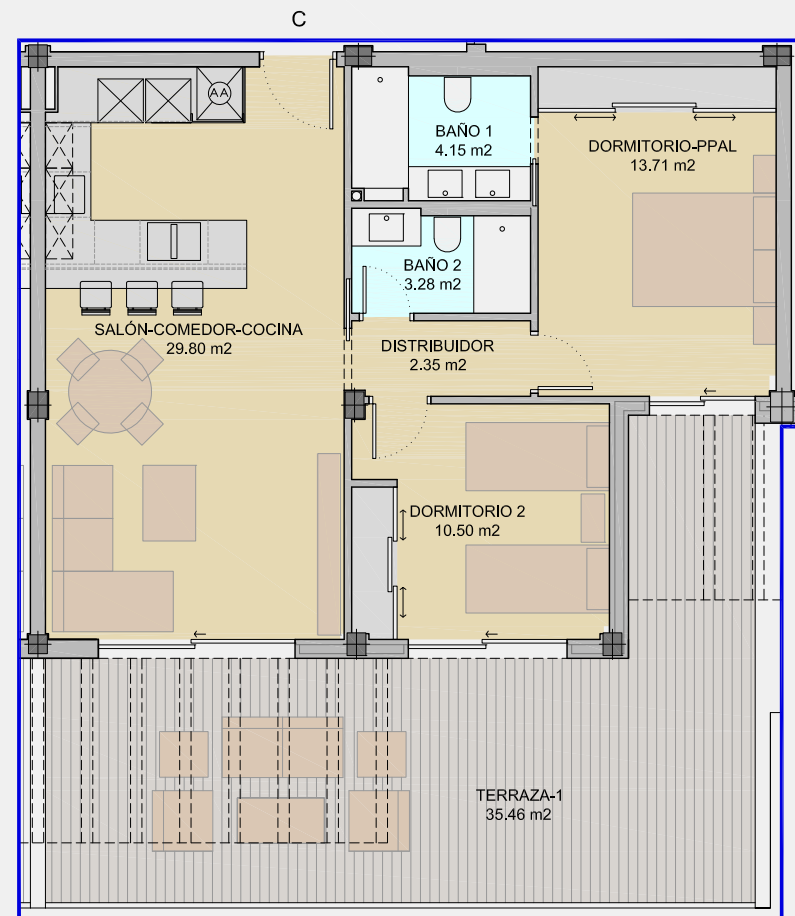 C
AA
BAÑO 1
4.15 m2
DORMITORIO-PPAL
13.71 m2
BAÑO 2
3.28 m2
SALÓN-COMEDOR-COCINA
29.80 m2
DISTRIBUIDOR
2.35 m2
DORMITORIO 2
10.50 m2
TERRAZA-1
35.46 m2